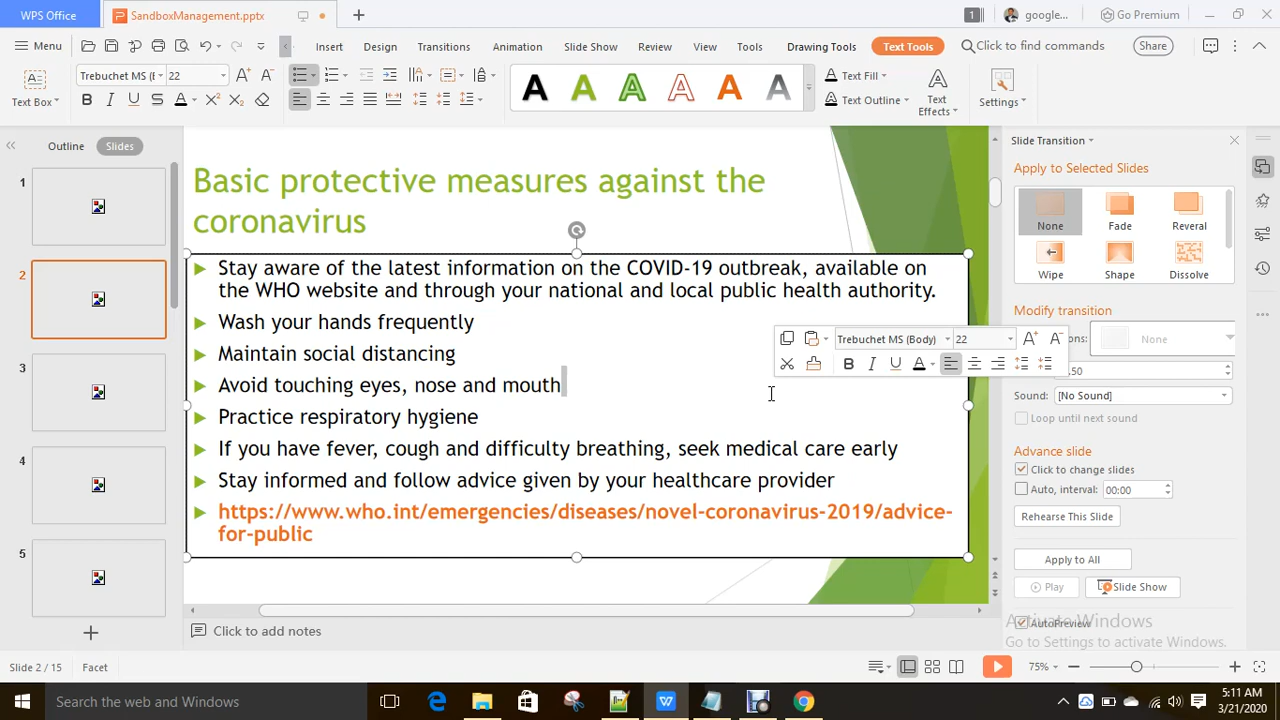 WPS Office
SandboxManagement.pptx
1
google...
Go Premium
Menu
Insert
Design
Transitions
Animation
Slide Show
Review
View
Tools
Drawing Tools
Text Tools
Click to find commands
Share
Text Box
Trebuchet MS (
22
B I U S A
A A A A A A
Text Fill
Text Outline
Text
Effects
Settings
Outline
Slides
1
2
3
4
5
Basic protective measures against the
coronavirus
Stay aware of the latest information on the COVID-19 outbreak, available on
the WHO website and through your national and local public health authority.
Wash your hands frequently
Maintain social distancing
Avoid touching eyes, nose and mouth
Practice respiratory hygiene
If you have fever, cough and difficulty breathing, seek medical care early
Stay informed and follow advice given by your healthcare provider
https://www.who.int/emergencies/diseases/novel-coronavirus-2019/advice-
for-public
Trebuchet MS (Body)
22
B I U A
Slide Transition
Apply to Selected Slides
None
Fade
Reveral
Wipe
Shape
Dissolve
Modify transition
ons:
None
.50
Sound:
[No Sound]
Loop until next sound
Advance slide
Click to change slides
Auto, interval:
00:00
Rehearse This Slide
Apply to All
Play
Slide Show
AutoPreview
Activate Windows
Go to Settings to activate Windows.
Click to add notes
Slide 2 / 15
Facet
75%
Search the web and Windows
5:11 AM
3/21/2020